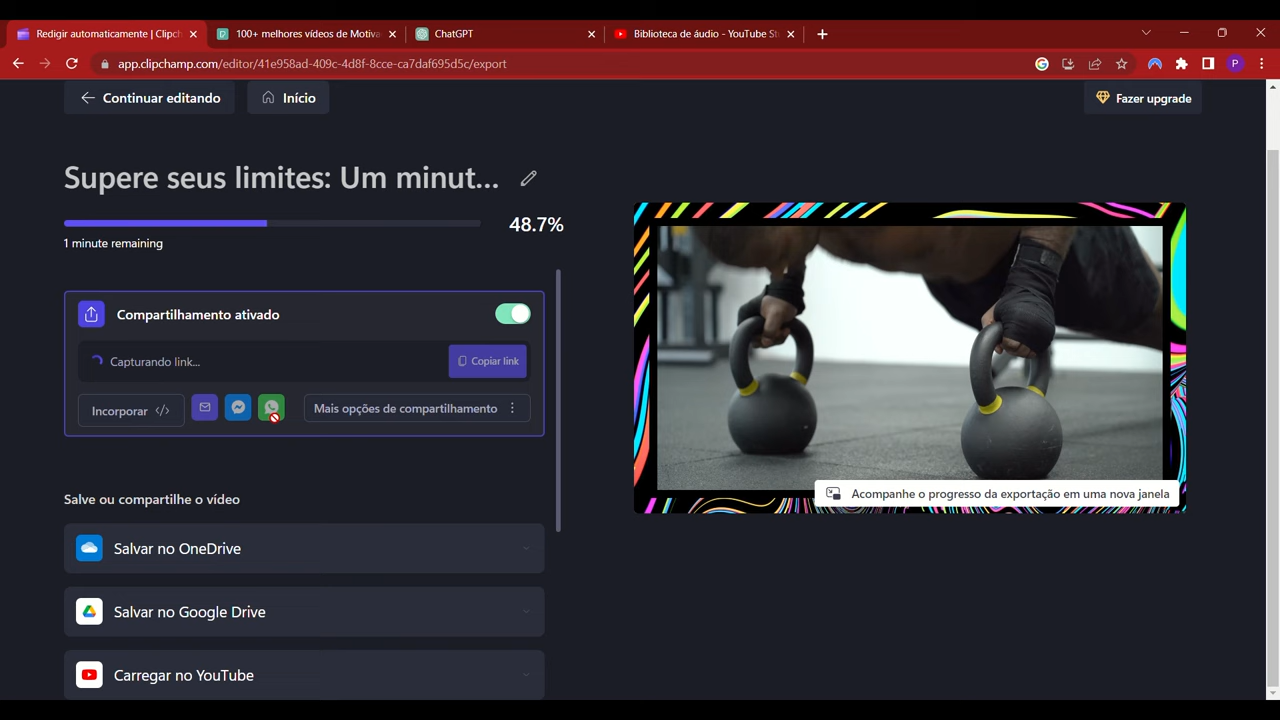 Redigir automaticamente | Clipch
100+ melhores vídeos de Motiva
ChatGPT
Biblioteca de áudio - YouTube St
app.clipchamp.com/editor/41e958ad-409c-4d8f-8cce-ca7daf695d5c/export
P
Continuar editando
Início
Fazer upgrade
Supere seus limites: Um minut...
48.7%
1 minute remaining
Compartilhamento ativado
Capturando link...
Copiar link
Incorporar
Mais opções de compartilhamento
Acompanhe o progresso da exportação em uma nova janela
Salve ou compartilhe o vídeo
Salvar no OneDrive
Salvar no Google Drive
Carregar no YouTube